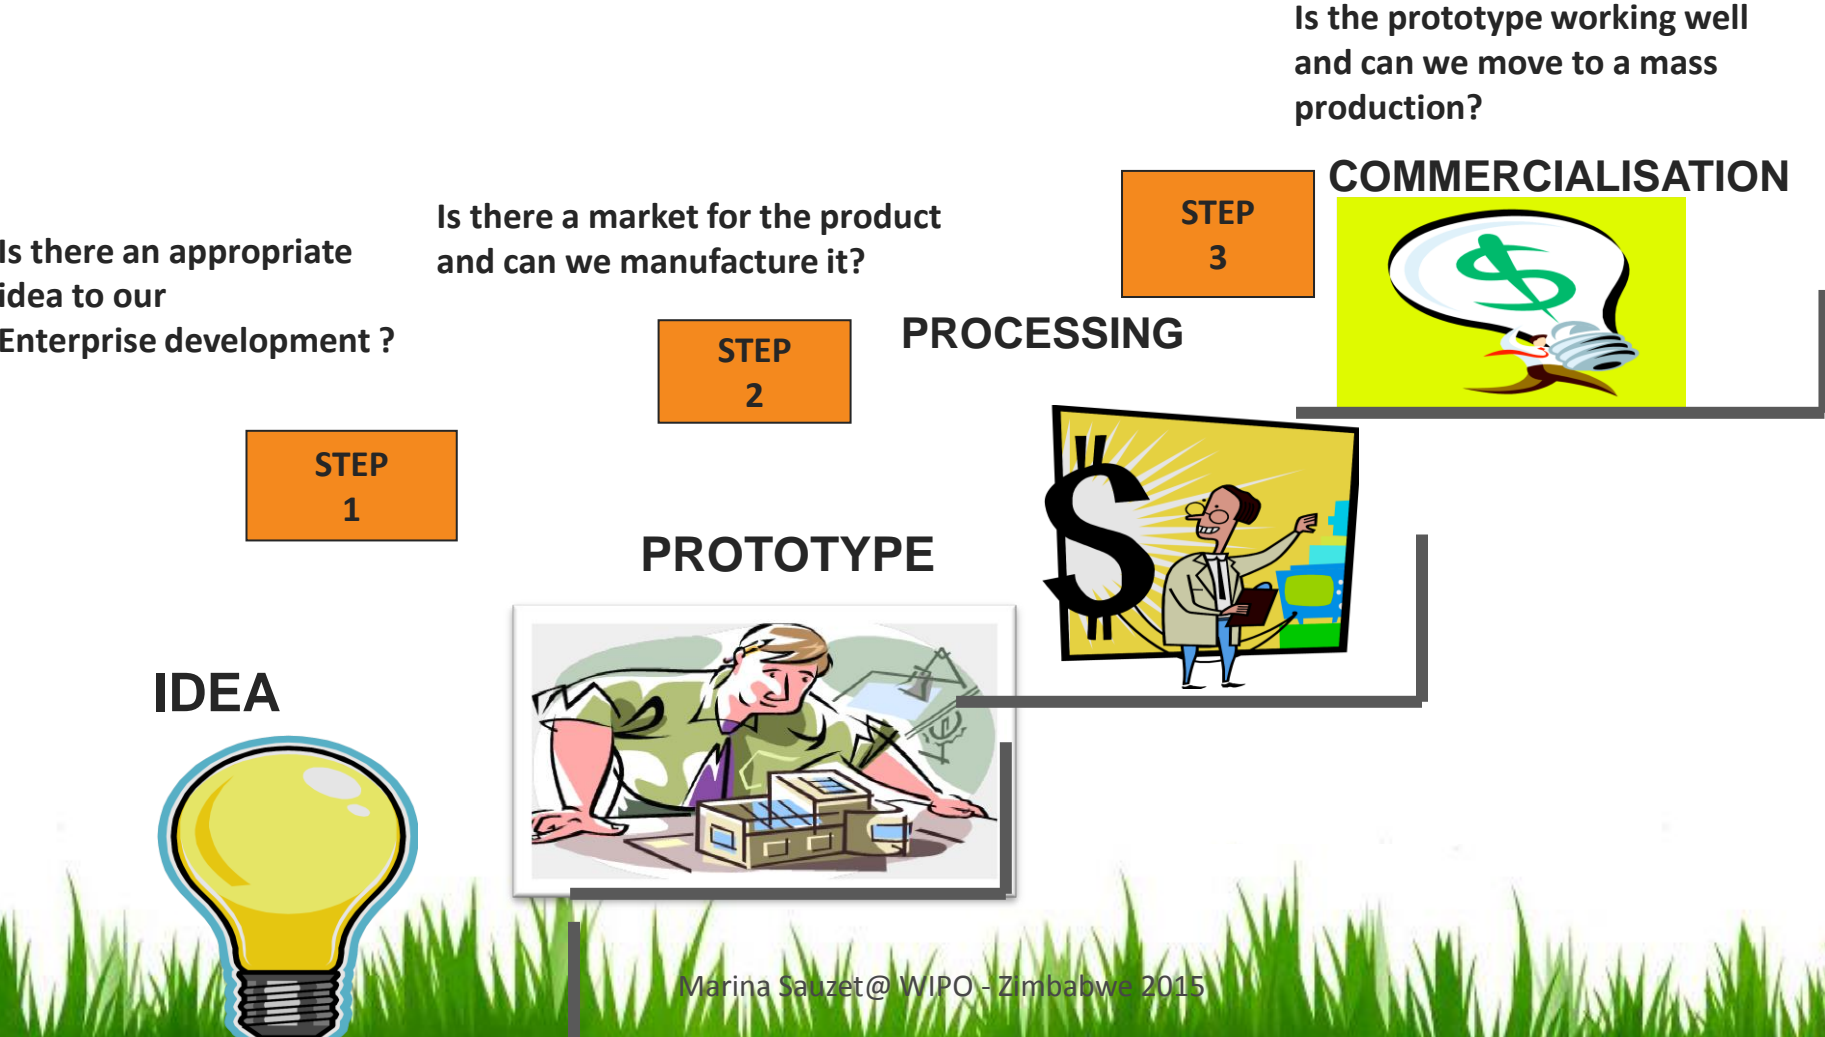 Is the prototype working well
and can we move to a mass
production?
COMMERCIALISATION
STEP
3
Is there a market for the product
and can we manufacture it?
Is there an appropriate
idea to our
Enterprise development ?
PROCESSING
STEP
2
STEP
1
PROTOTYPE
IDEA
Marina Sauzet@ WIPO - Zimbabwe 2015